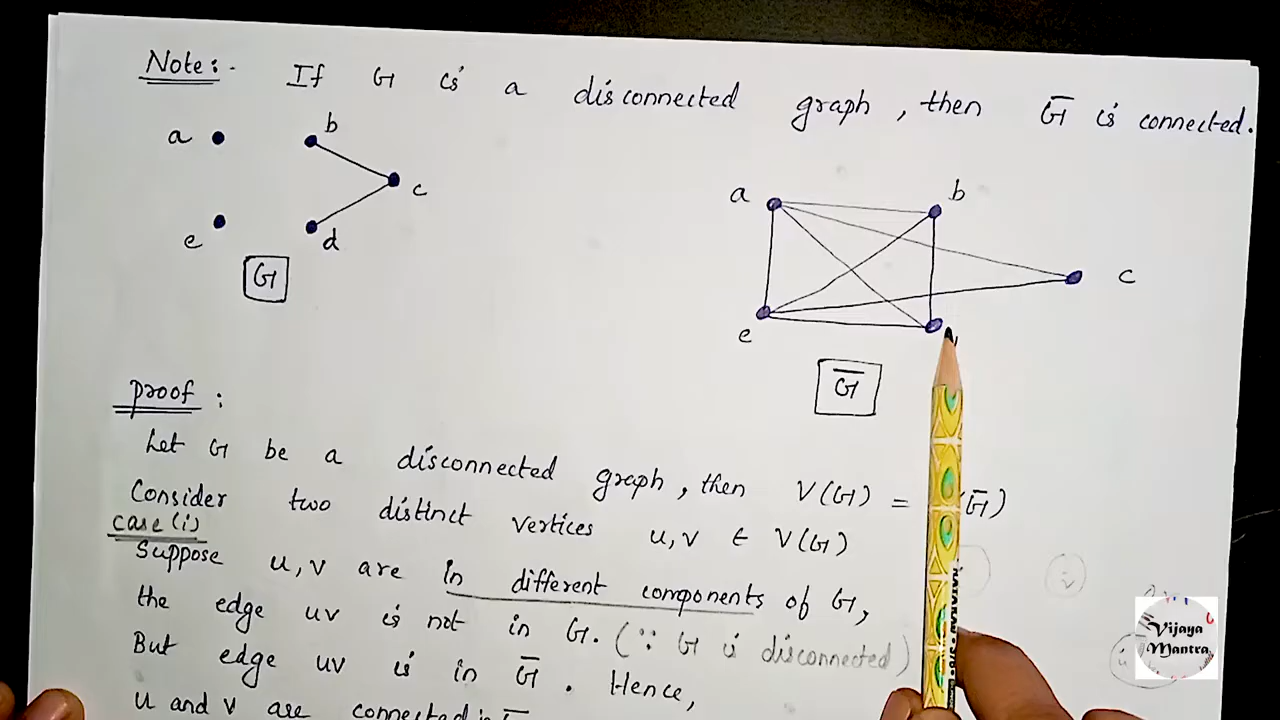 Note:- If G is a disconnected graph, then G̅ is connected.
a b
c
e d
G
a b
c
e
G̅
proof :
Let G be a disconnected graph, then V(G) = (G̅)
Consider two distinct vertices u,v ∈ V(G)
case(i)
Suppose u,v are in different components of G,
the edge uv is not in G. (∵ G is disconnected)
But edge uv is in G̅. Hence,
u and v are connected in
Vijaya
Mantra